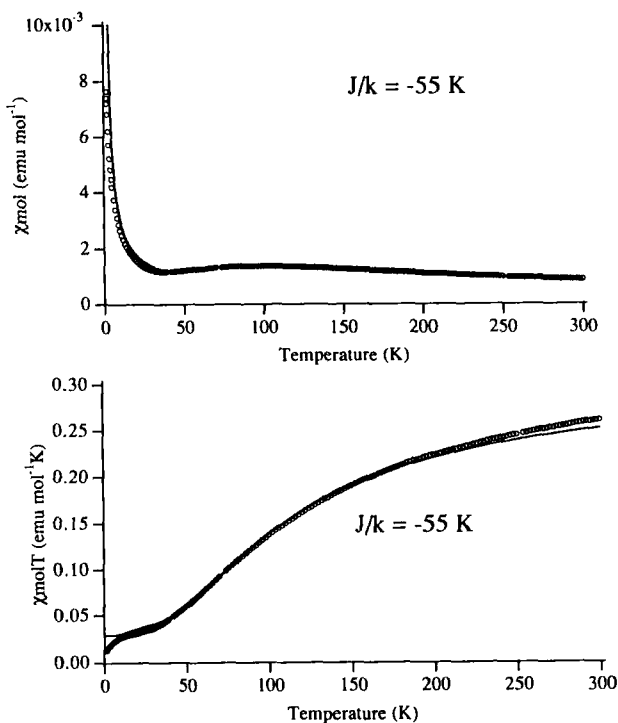 10x10⁻³
8
6
4
2
0
χmol (emu mol⁻¹)
J/k = -55 K
0 50 100 150 200 250 300
Temperature (K)
0.30
0.25
0.20
0.15
0.10
0.05
0.00
χmolT (emu mol⁻¹K)
J/k = -55 K
0 50 100 150 200 250 300
Temperature (K)